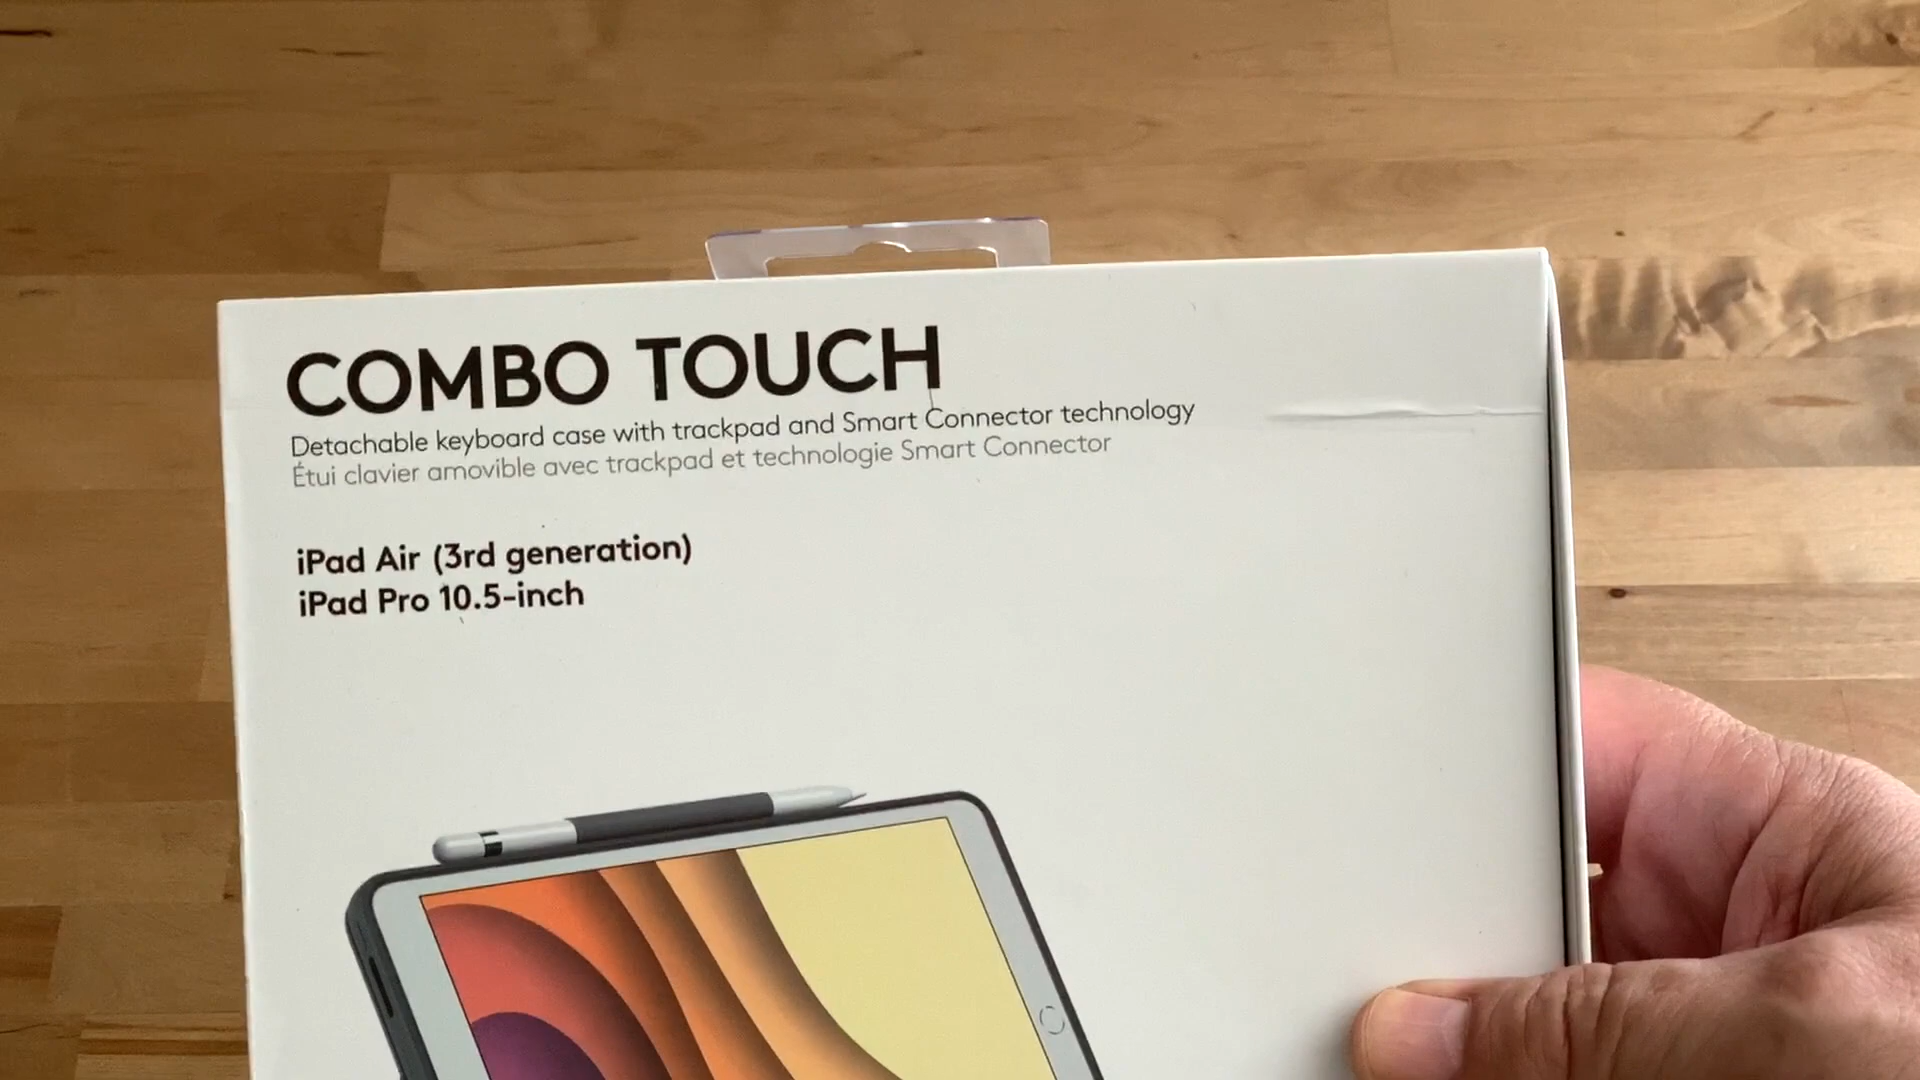 COMBO TOUCH
Detachable keyboard case with trackpad and Smart Connector technology
Étui clavier amovible avec trackpad et technologie Smart Connector
iPad Air (3rd generation)
iPad Pro 10.5-inch